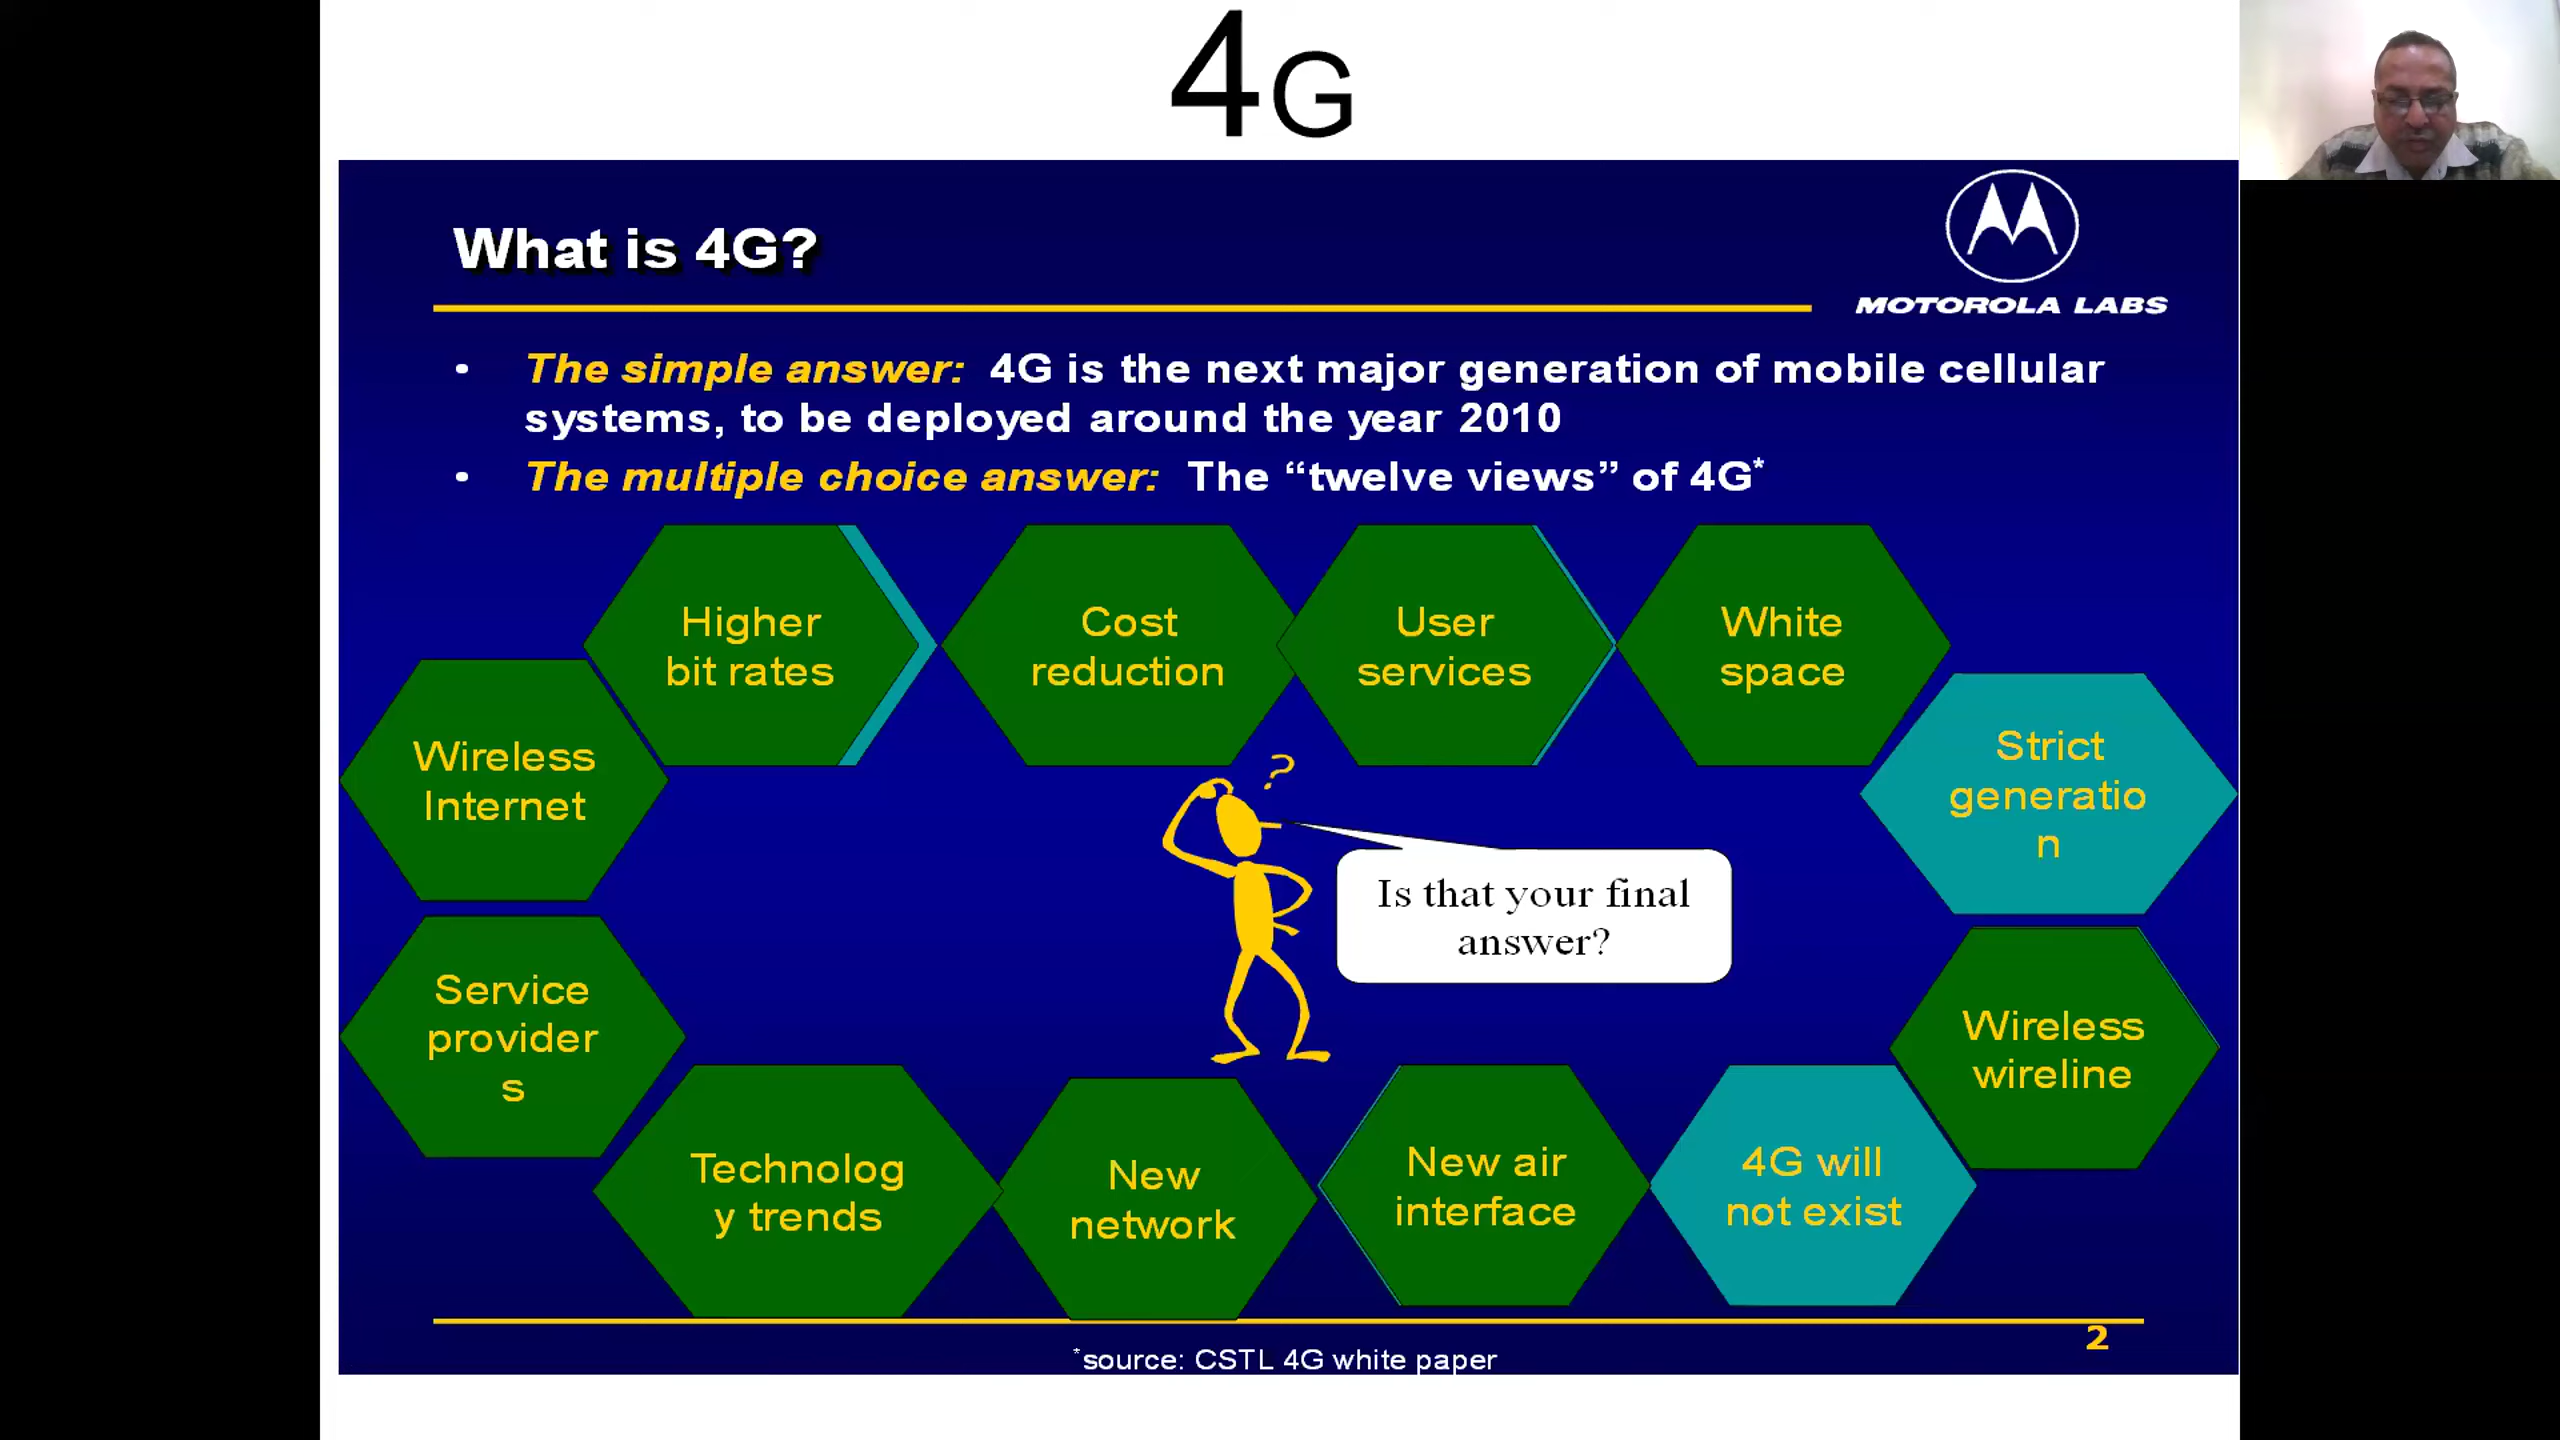 4G
What is 4G?
MOTOROLA LABS
• The simple answer: 4G is the next major generation of mobile cellular
systems, to be deployed around the year 2010
• The multiple choice answer: The “twelve views” of 4G*
Higher
bit rates
Cost
reduction
User
services
White
space
Wireless
Internet
Strict
generatio
n
?
Is that your final
answer?
Service
provider
s
Wireless
wireline
Technolog
y trends
New
network
New air
interface
4G will
not exist
2
*source: CSTL 4G white paper